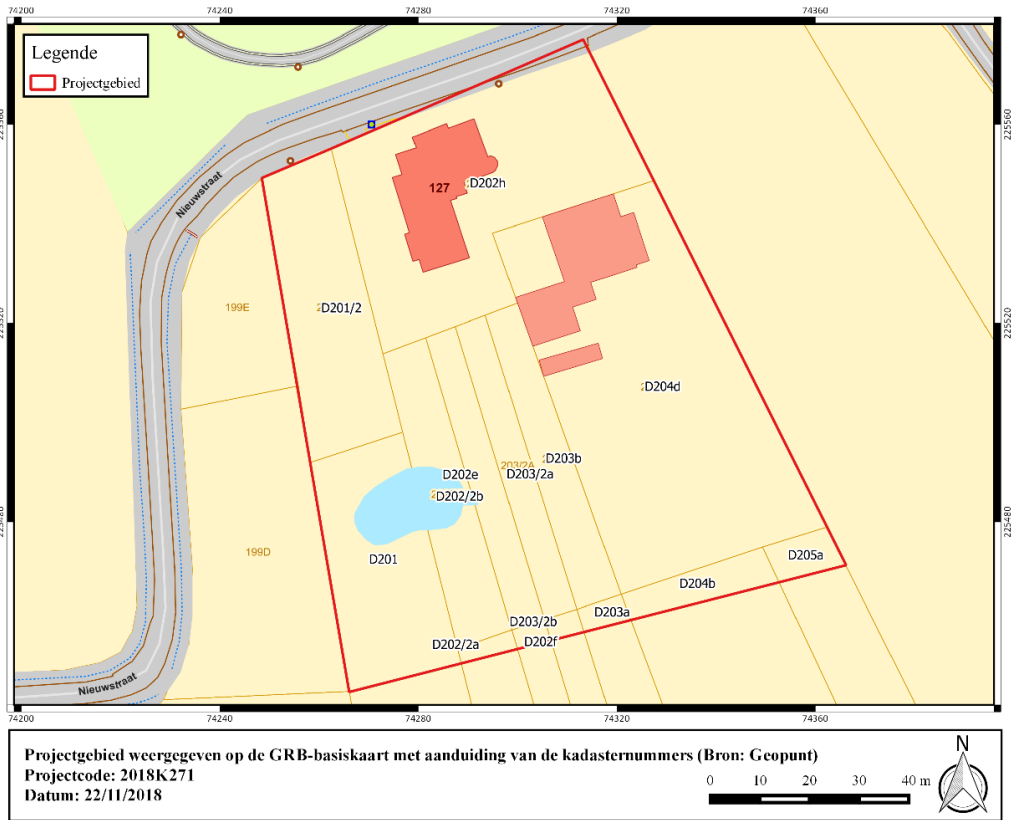 74200 74240 74280 74320 74360
Legende
Projectgebied
225560
225560
127
D202h
Nieuwstraat
199E
D201/2
225520
225520
D204d
203/2A
D203b
D202e
D203/2a
D202/2b
225480
225480
199D
D201
D205a
D204b
D203a
D203/2b
D202/2a
D202f
Nieuwstraat
74200 74240 74280 74320 74360
Projectgebied weergegeven op de GRB-basiskaart met aanduiding van de kadasternummers (Bron: Geopunt)
Projectcode: 2018K271
Datum: 22/11/2018
0 10 20 30 40 m
N